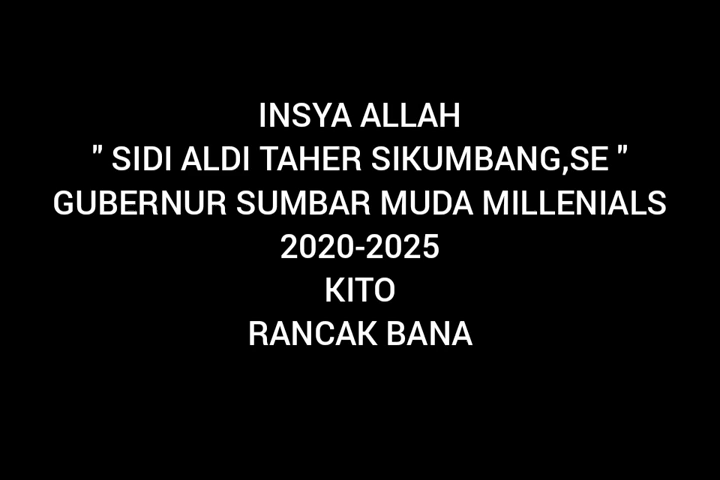 INSYA ALLAH
" SIDI ALDI TAHER SIKUMBANG,SE "
GUBERNUR SUMBAR MUDA MILLENIALS
2020-2025
KITO
RANCAK BANA